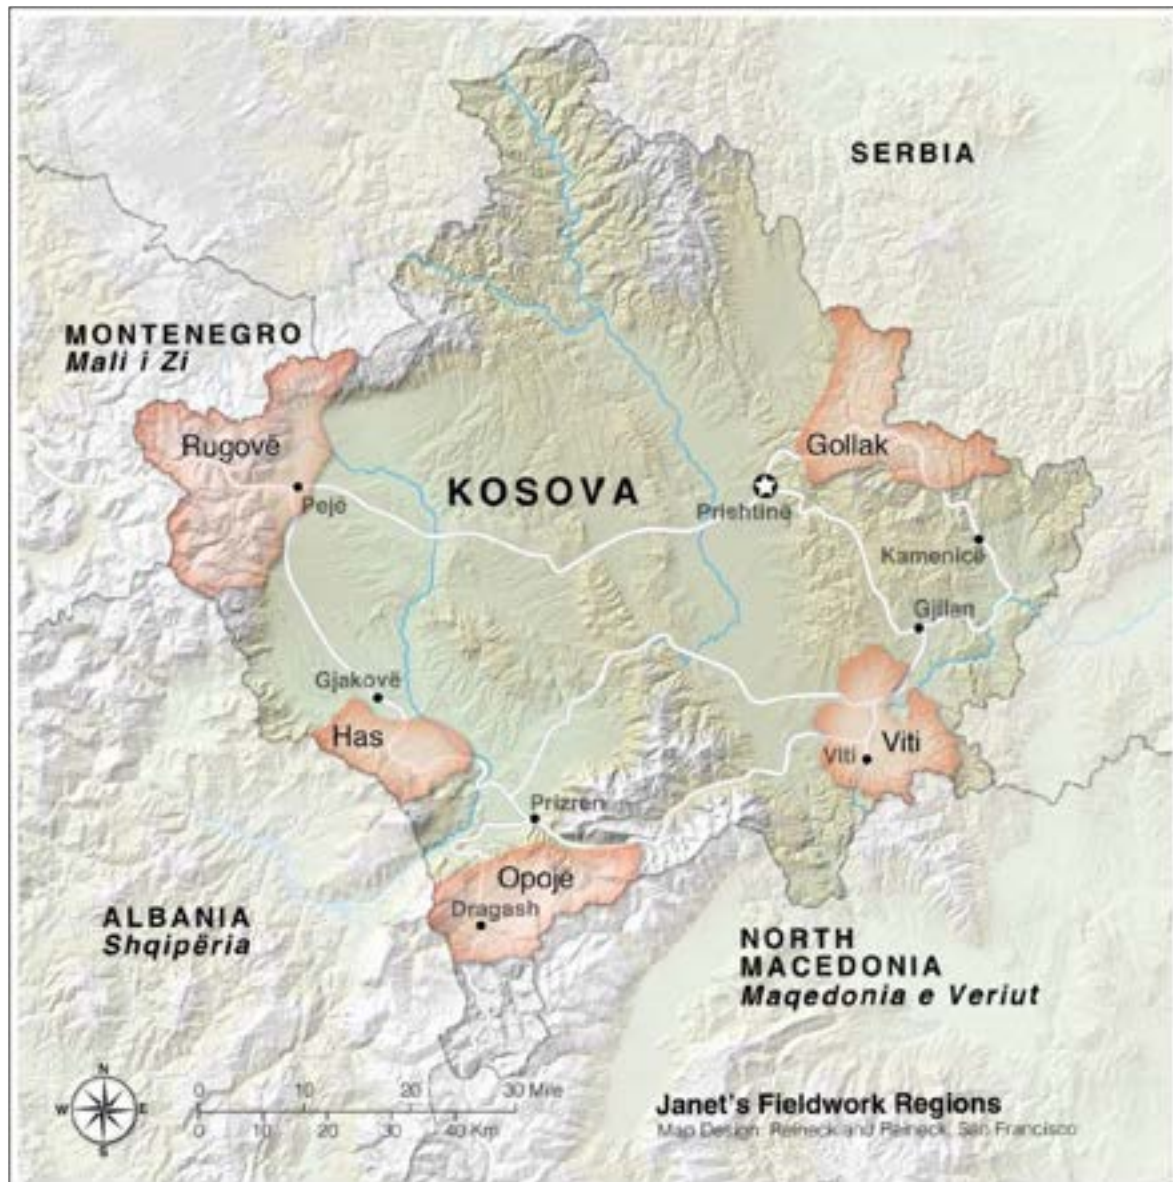 SERBIA
MONTENEGRO
Mali i Zi
Rugovë
Gollak
KOSOVA
Pejë
Prishtinë
Kamenicë
Gjilan
Gjakovë
Has
Viti
Viti
Prizren
Opojë
Dragash
ALBANIA
Shqipëria
NORTH
MACEDONIA
Maqedonia e Veriut
N
W
E
S
0 10 20 30 Mile
0 10 20 30 40 Km
Janet's Fieldwork Regions
Map Design: Reineck and Reineck, San Francisco